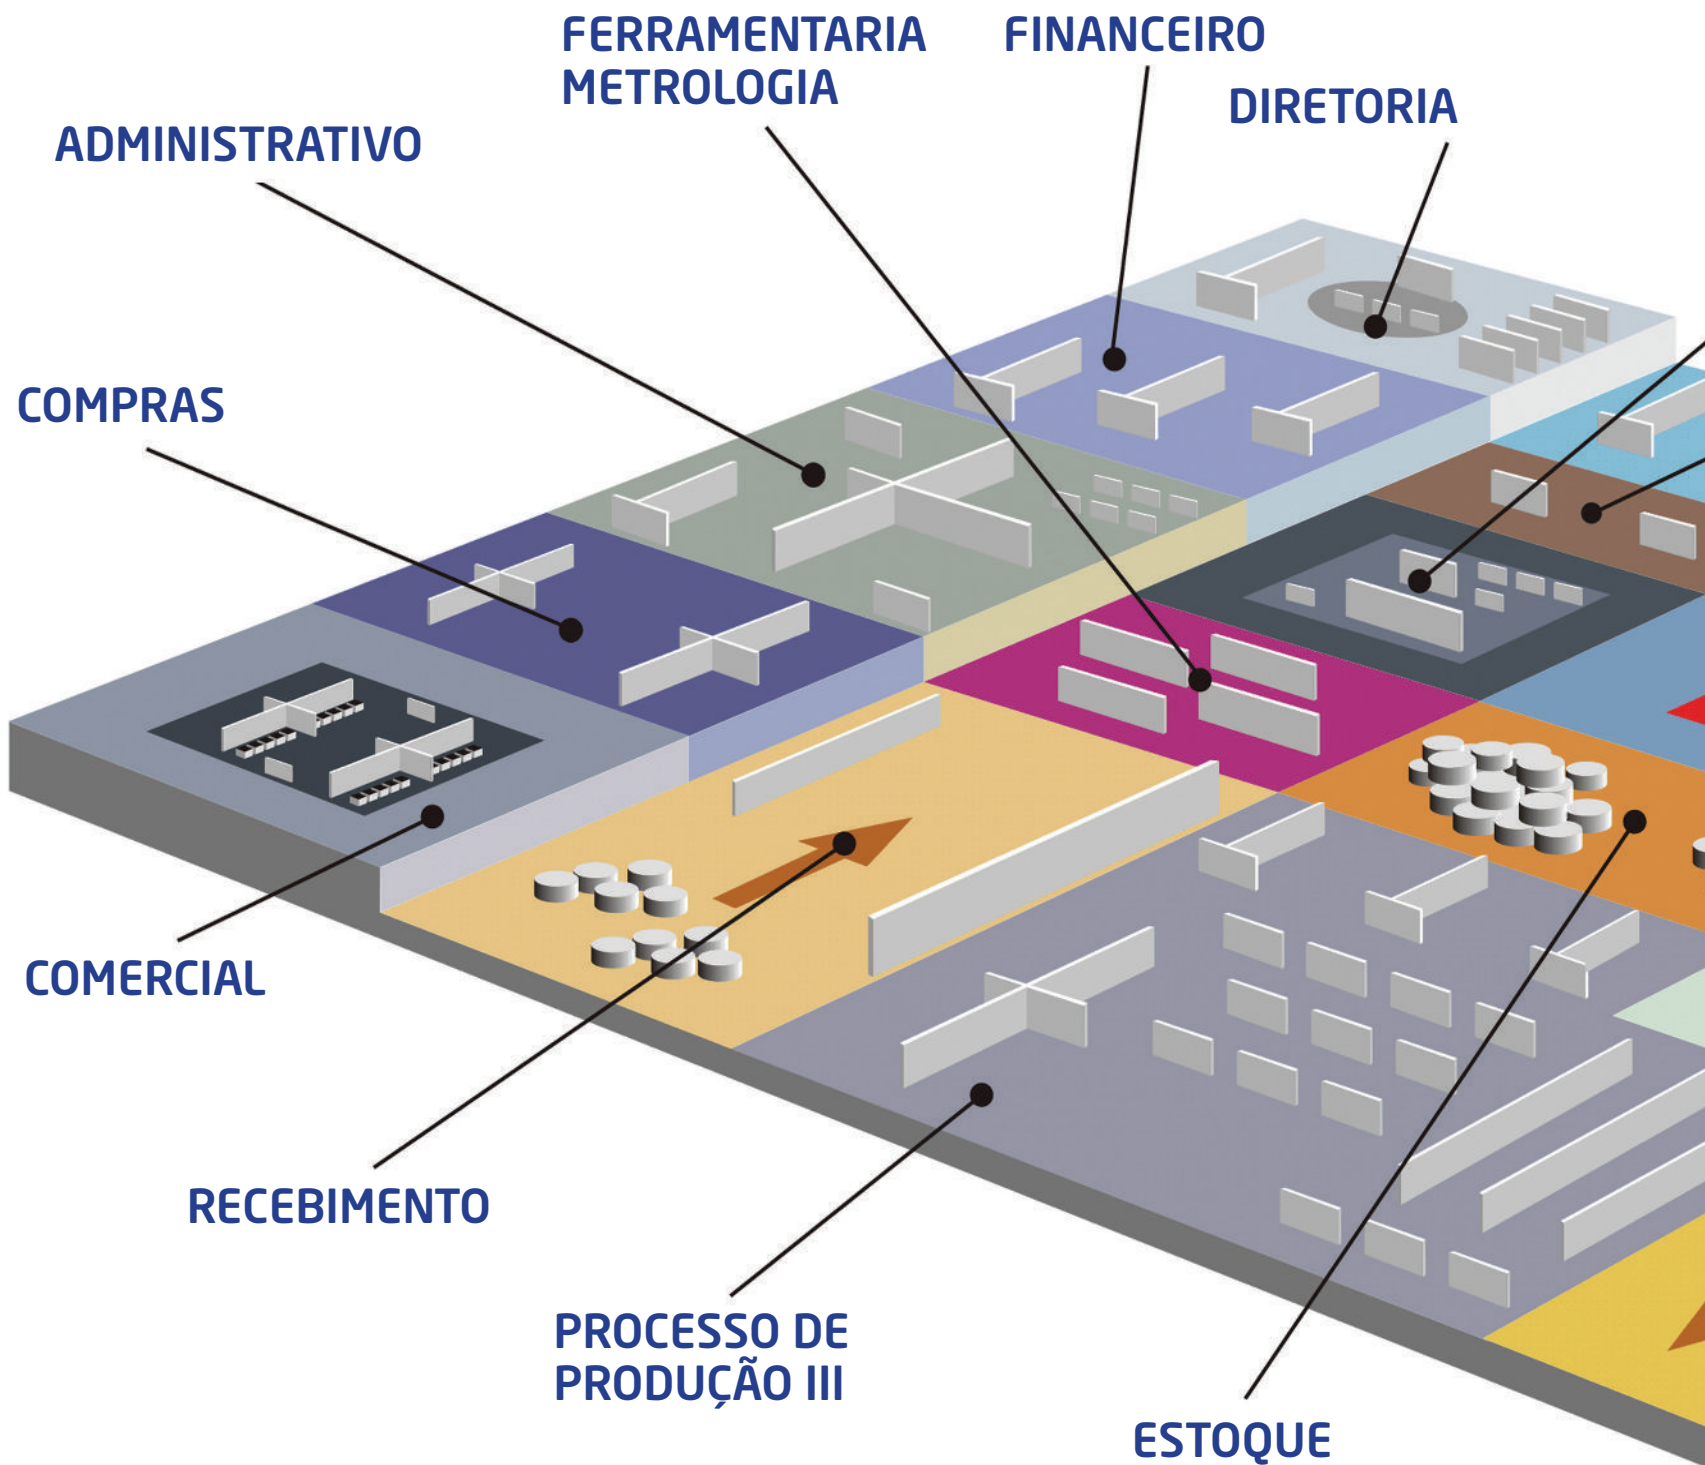 FERRAMENTARIA
METROLOGIA
FINANCEIRO
DIRETORIA
ADMINISTRATIVO
COMPRAS
COMERCIAL
RECEBIMENTO
PROCESSO DE
PRODUÇÃO III
ESTOQUE